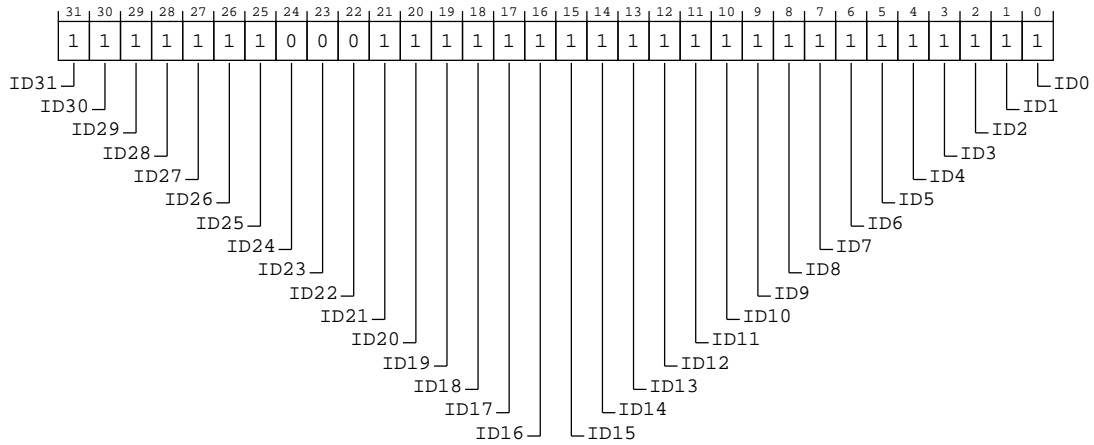 31 30 29 28 27 26 25 24 23 22 21 20 19 18 17 16 15 14 13 12 11 10 9 8 7 6 5 4 3 2 1 0
1 1 1 1 1 1 1 0 0 0 1 1 1 1 1 1 1 1 1 1 1 1 1 1 1 1 1 1 1 1 1 1
ID31 ID0
ID30 ID1
ID29 ID2
ID28 ID3
ID27 ID4
ID26 ID5
ID25 ID6
ID24 ID7
ID23 ID8
ID22 ID9
ID21 ID10
ID20 ID11
ID19 ID12
ID18 ID13
ID17 ID14
ID16 ID15